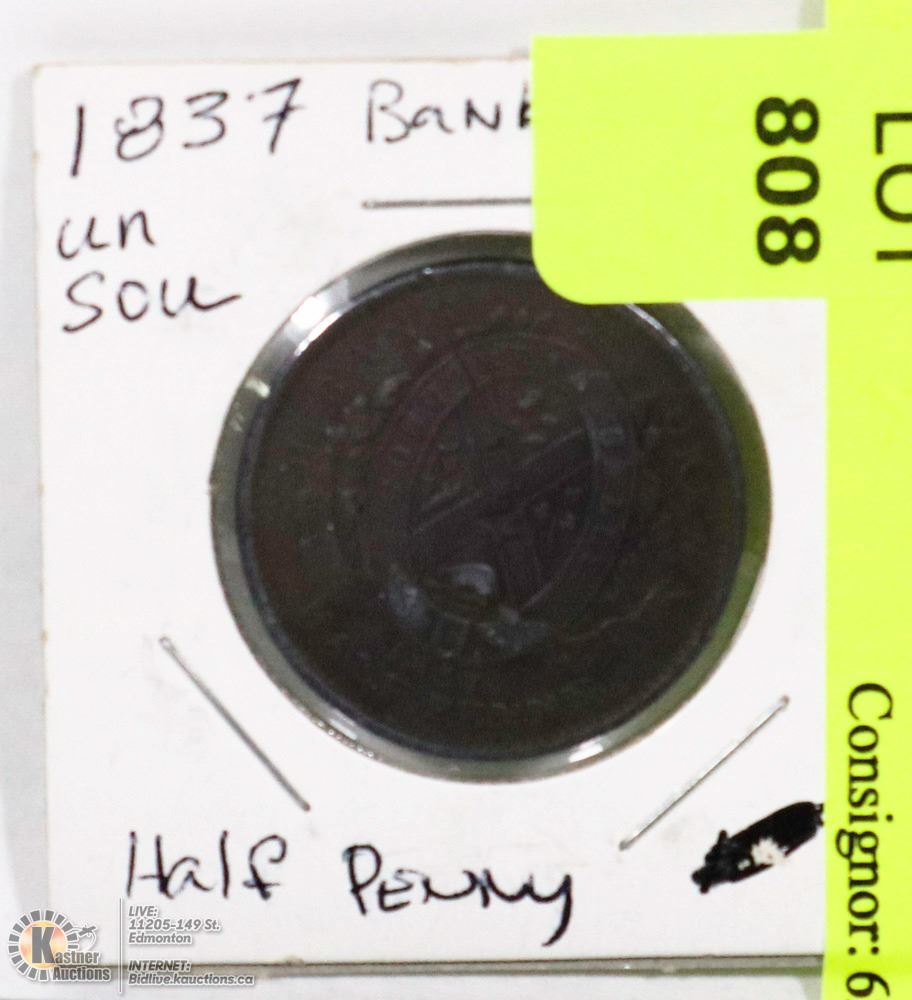 1837 Ban
un
Sou
Half Penny
LOT
808
Consignor: 6
Kastner
Auctions
LIVE:
11205-149 St.
Edmonton
INTERNET:
Bidlive.kauctions.ca